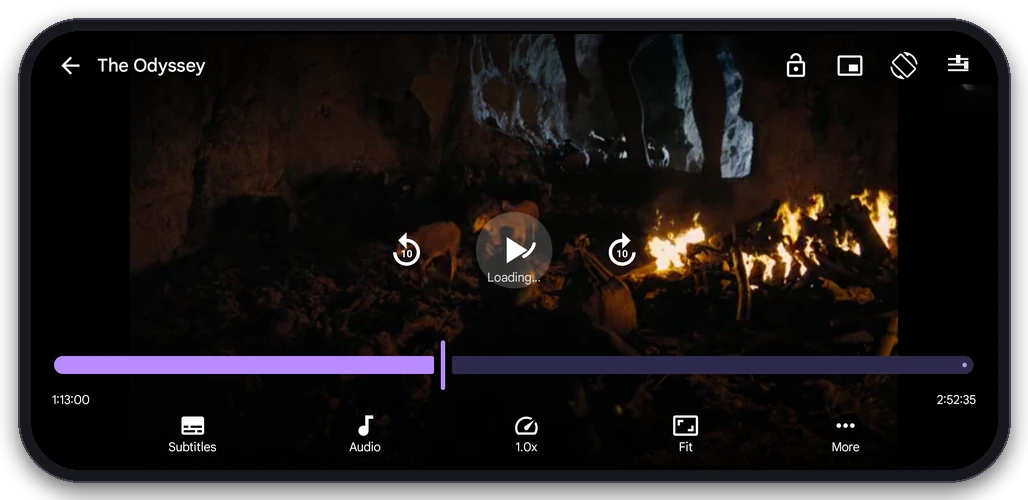 The Odyssey
10
10
Loading...
1:13:00
2:52:35
Subtitles
Audio
1.0x
Fit
More